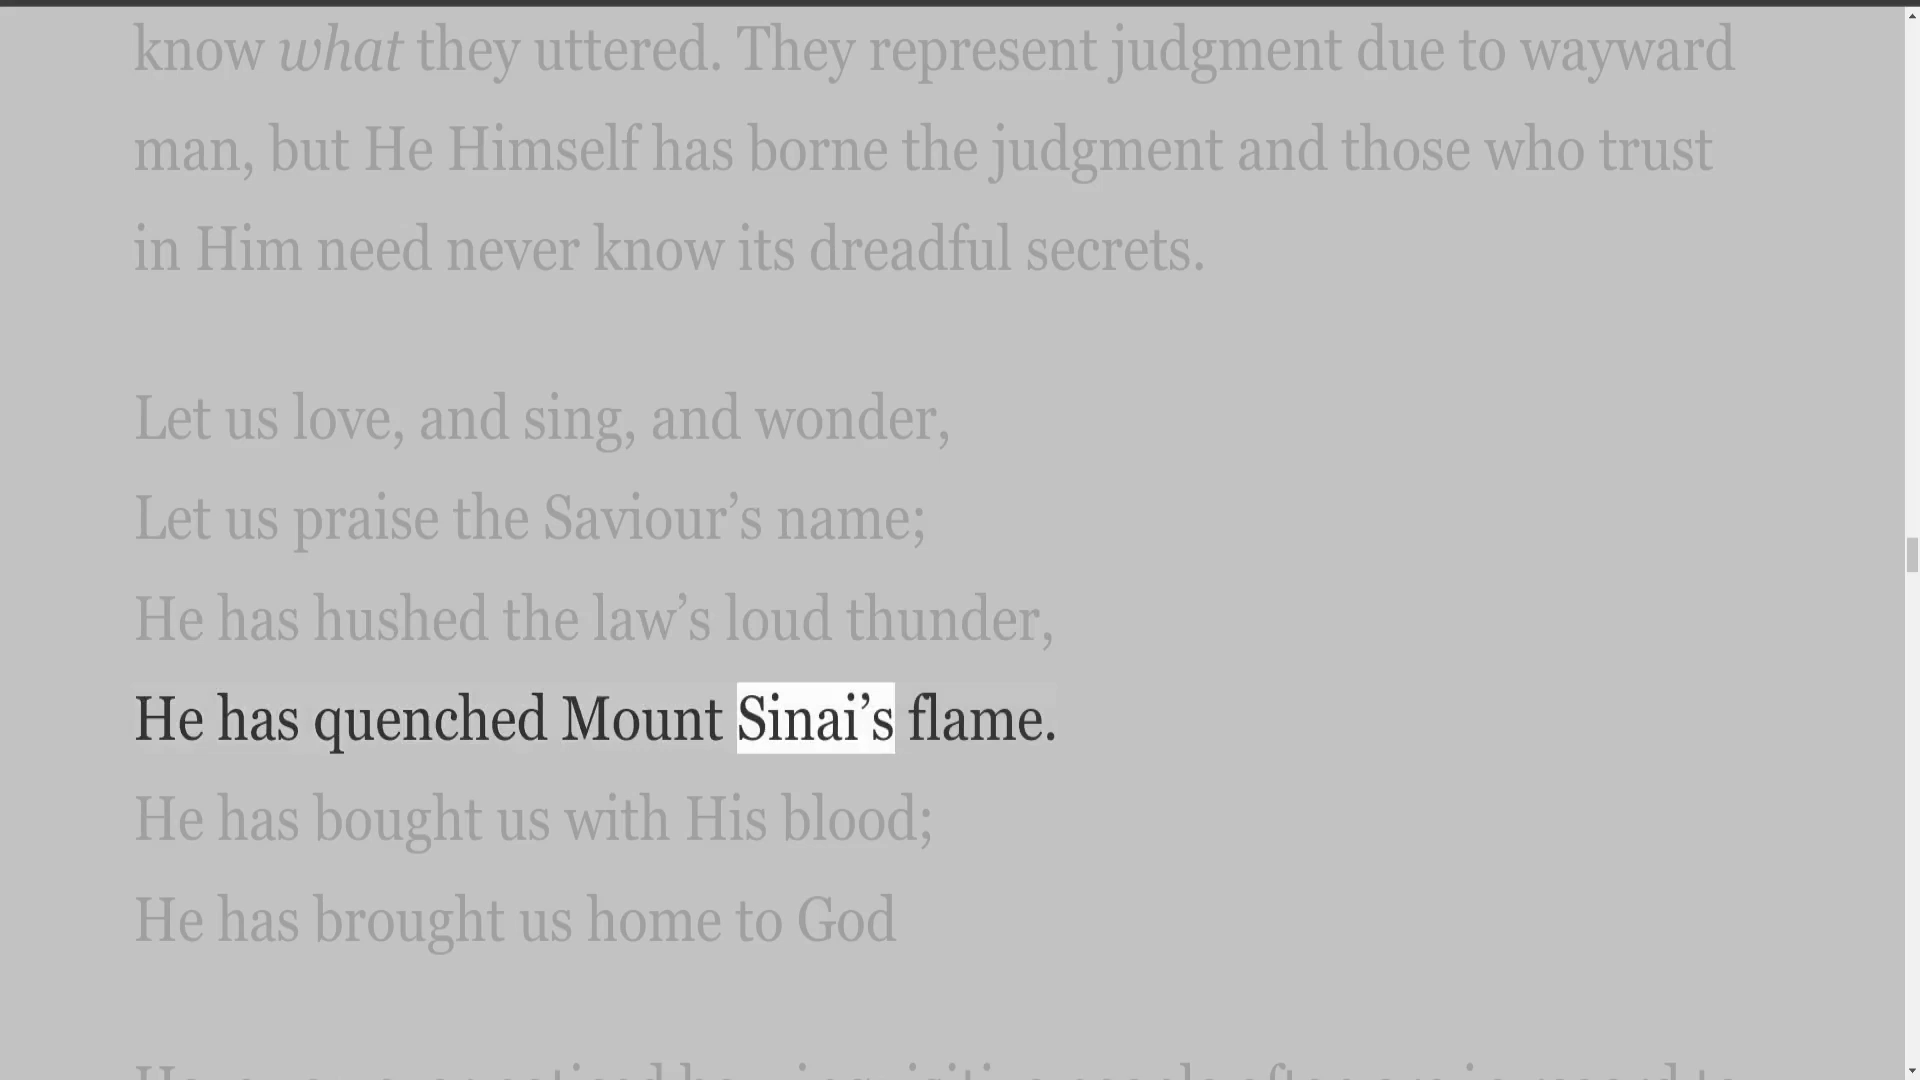 know what they uttered. They represent judgment due to wayward
man, but He Himself has borne the judgment and those who trust
in Him need never know its dreadful secrets.
Let us love, and sing, and wonder,
Let us praise the Saviour’s name;
He has hushed the law’s loud thunder,
He has quenched Mount Sinai’s flame.
He has bought us with His blood;
He has brought us home to God